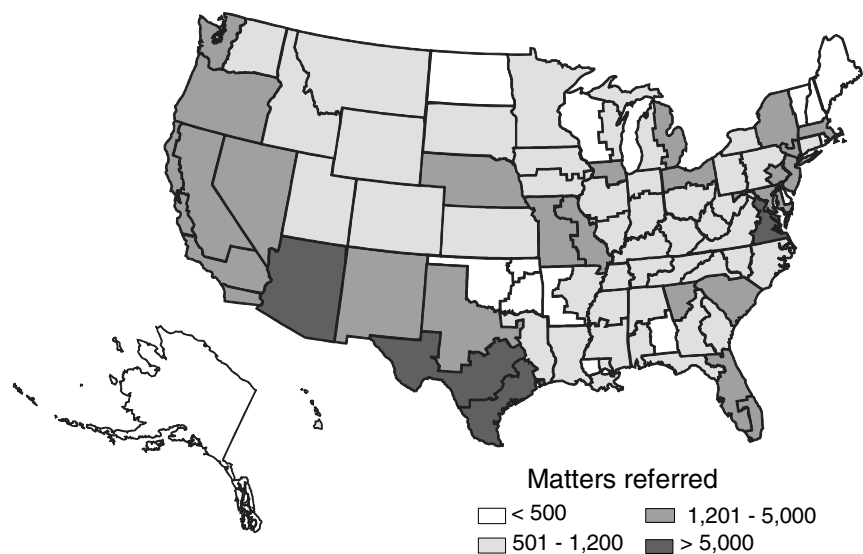 Matters referred
< 500
1,201 - 5,000
501 - 1,200
> 5,000